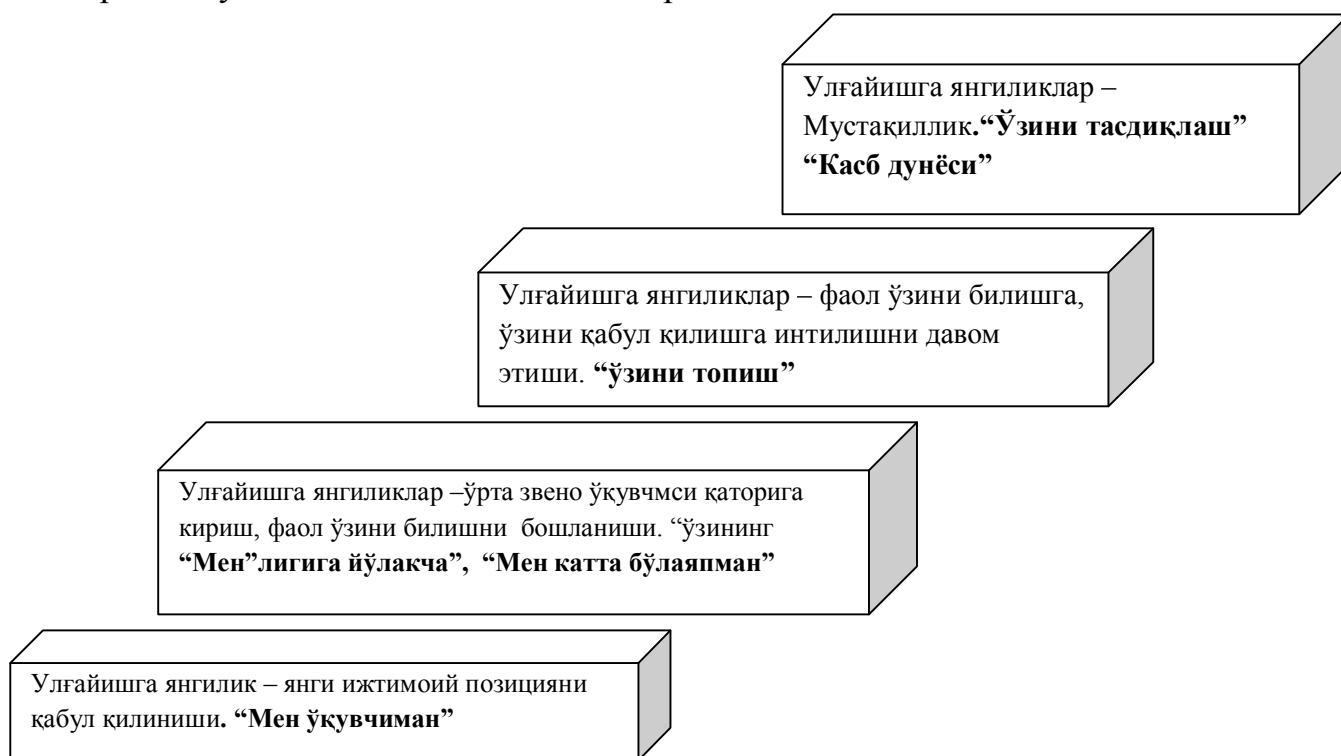 Улғайишга янгиликлар –
Мустақиллик.“Ўзини тасдиқлаш”
“Касб дунёси”
Улғайишга янгиликлар – фаол ўзини билишга,
ўзини қабул қилишга интилишни давом
этиши. “ўзини топиш”
Улғайишга янгиликлар –ўрта звено ўқувчмси қаторига
кириш, фаол ўзини билишни бошланиши. “ўзининг
“Мен”лигига йўлакча”, “Мен катта бўлаяпман”
Улғайишга янгилик – янги ижтимоий позицияни
қабул қилиниши. “Мен ўқувчиман”